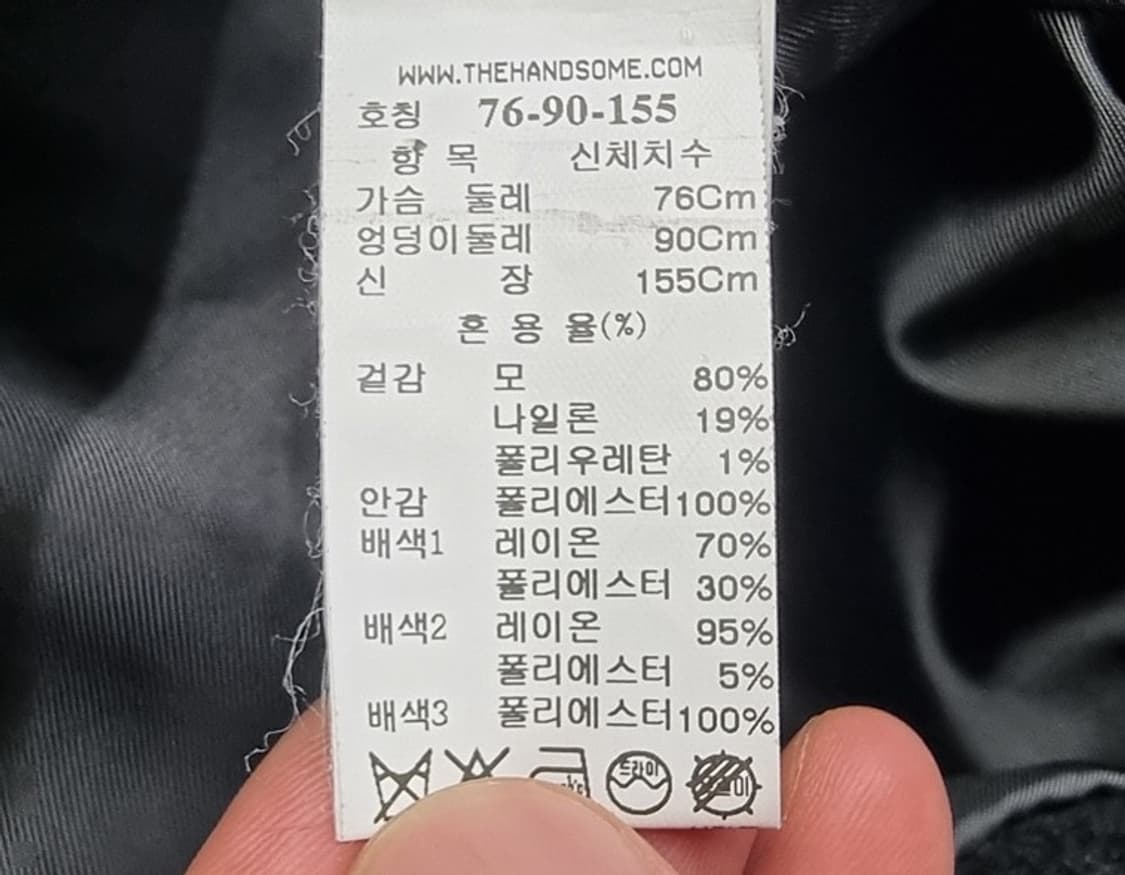 WWW.THEHANDSOME.COM
호칭 76-90-155
항 목 신체치수
가슴 둘레 76Cm
엉덩이둘레 90Cm
신 장 155Cm
혼 용 율(%)
겉감 모 80%
나일론 19%
폴리우레탄 1%
안감 폴리에스터100%
배색1 레이온 70%
폴리에스터 30%
배색2 레이온 95%
폴리에스터 5%
배색3 폴리에스터100%
드라이